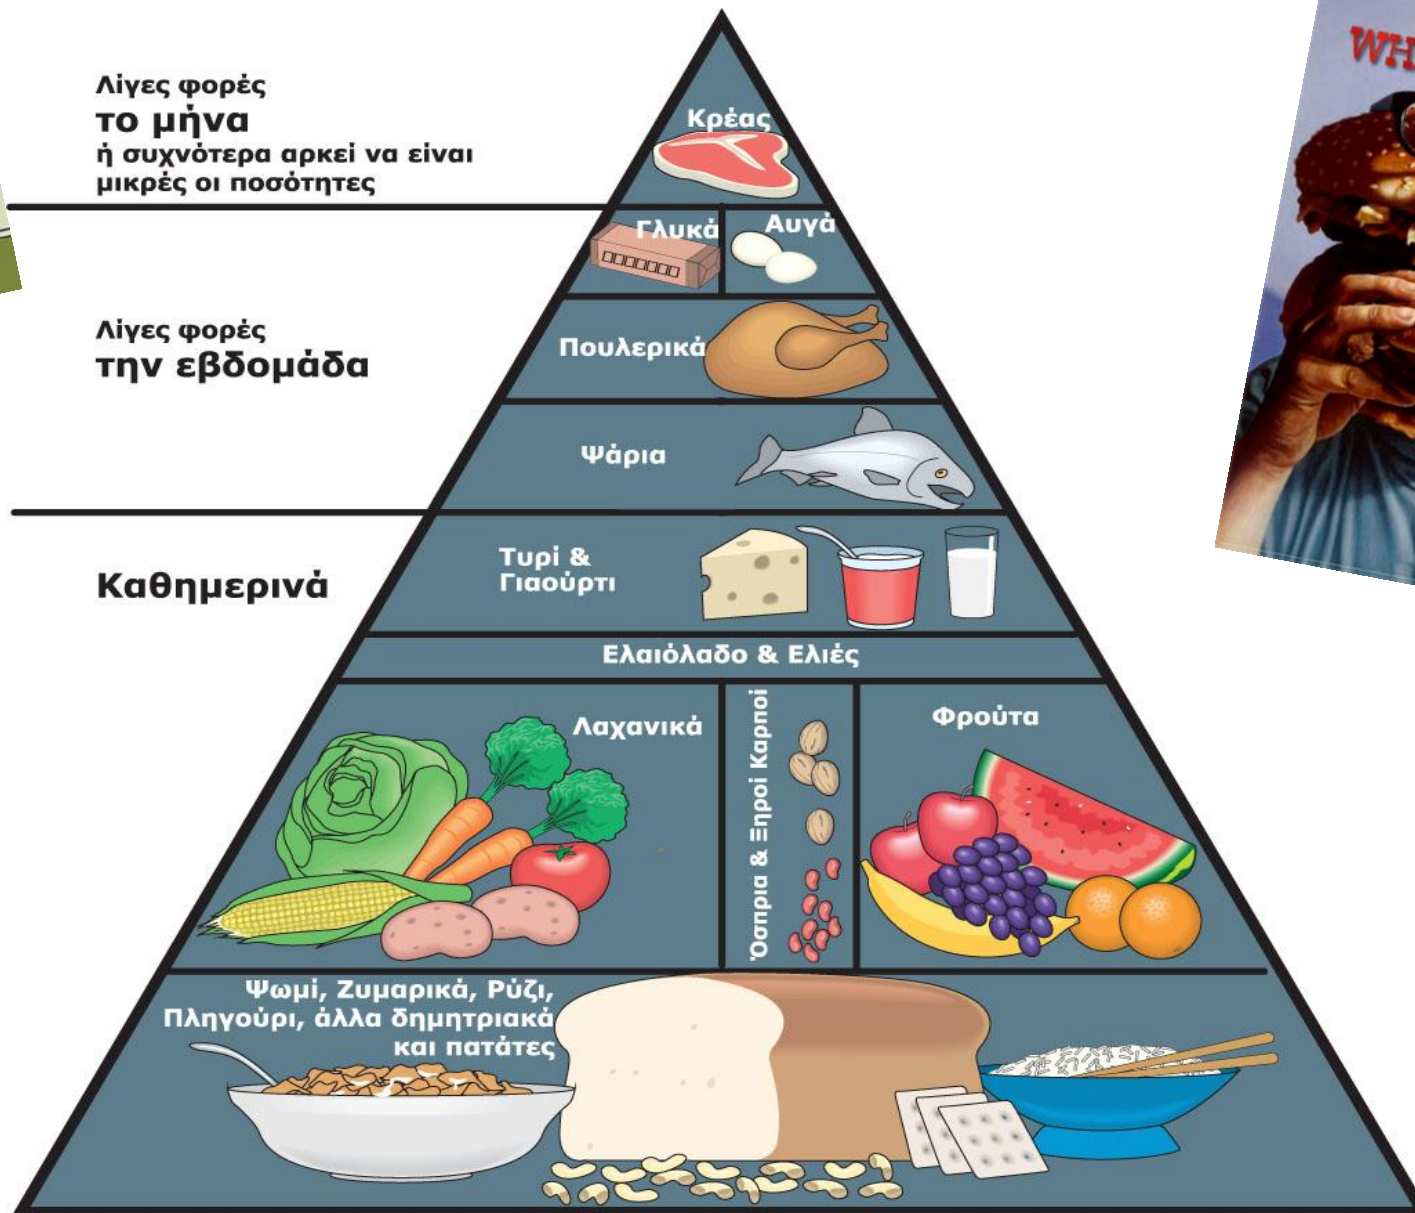 Λίγες φορές
το μήνα
ή συχνότερα αρκεί να είναι
μικρές οι ποσότητες
Κρέας
Γλυκά
Αυγά
Λίγες φορές
την εβδομάδα
Πουλερικά
Ψάρια
Καθημερινά
Τυρί &
Γιαούρτι
Ελαιόλαδο & Ελιές
Λαχανικά
Όσπρια & Ξηροί Καρποί
Φρούτα
Ψωμί, Ζυμαρικά, Ρύζι,
Πληγούρι, άλλα δημητριακά
και πατάτες